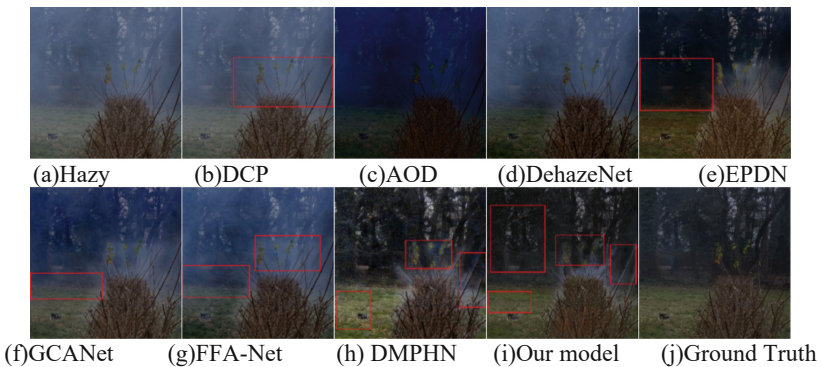 (a)Hazy (b)DCP (c)AOD (d)DehazeNet (e)EPDN
(f)GCANet (g)FFA-Net (h) DMPHN (i)Our model (j)Ground Truth